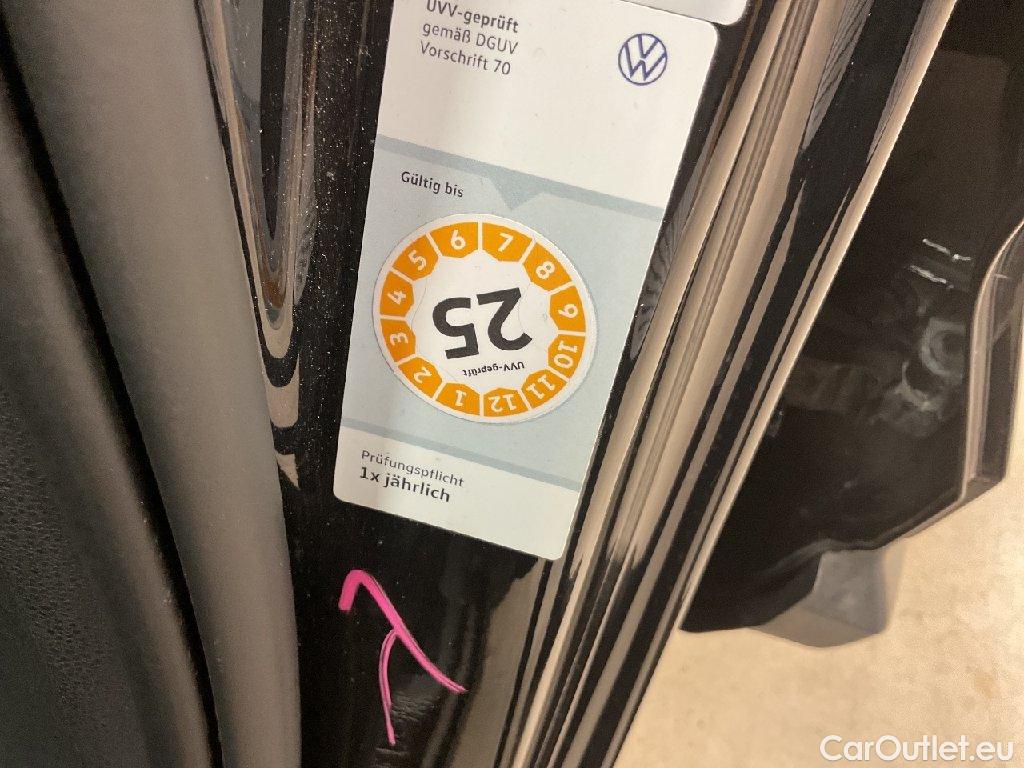 UVV-geprüft
gemäß DGUV
Vorschrift 70
Gültig bis
1 2 3 4 5 6 7 8 9 10 11 12
25
UVV-geprüft
Prüfungspflicht
1x jährlich
CarOutlet.eu